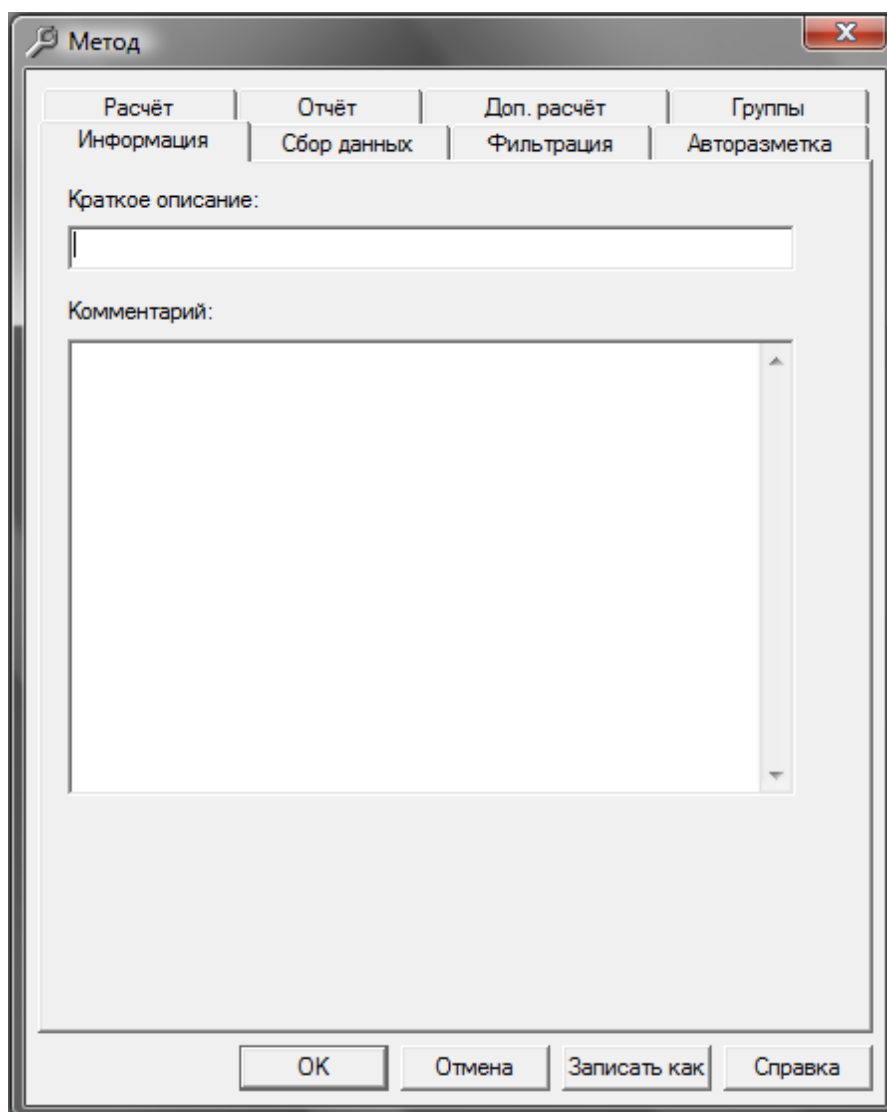 Метод
Расчёт Отчёт Доп. расчёт Группы
Информация Сбор данных Фильтрация Авторазметка
Краткое описание:
Комментарий:
OK Отмена Записать как Справка